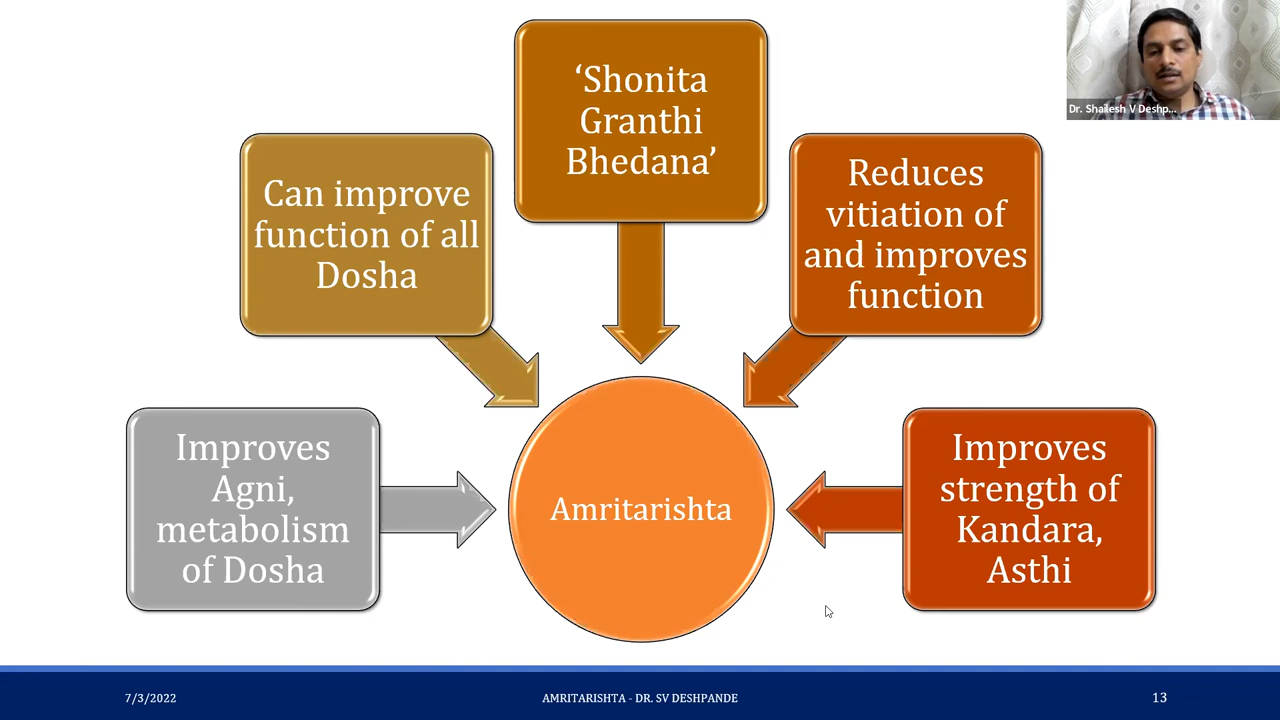 ‘Shonita
Granthi
Bhedana’
Can improve
function of all
Dosha
Reduces
vitiation of
and improves
function
Improves
Agni,
metabolism
of Dosha
Amritarishta
Improves
strength of
Kandara,
Asthi
Dr. Shailesh V Deshp...
7/3/2022
AMRITARISHTA - DR. SV DESHPANDE
13